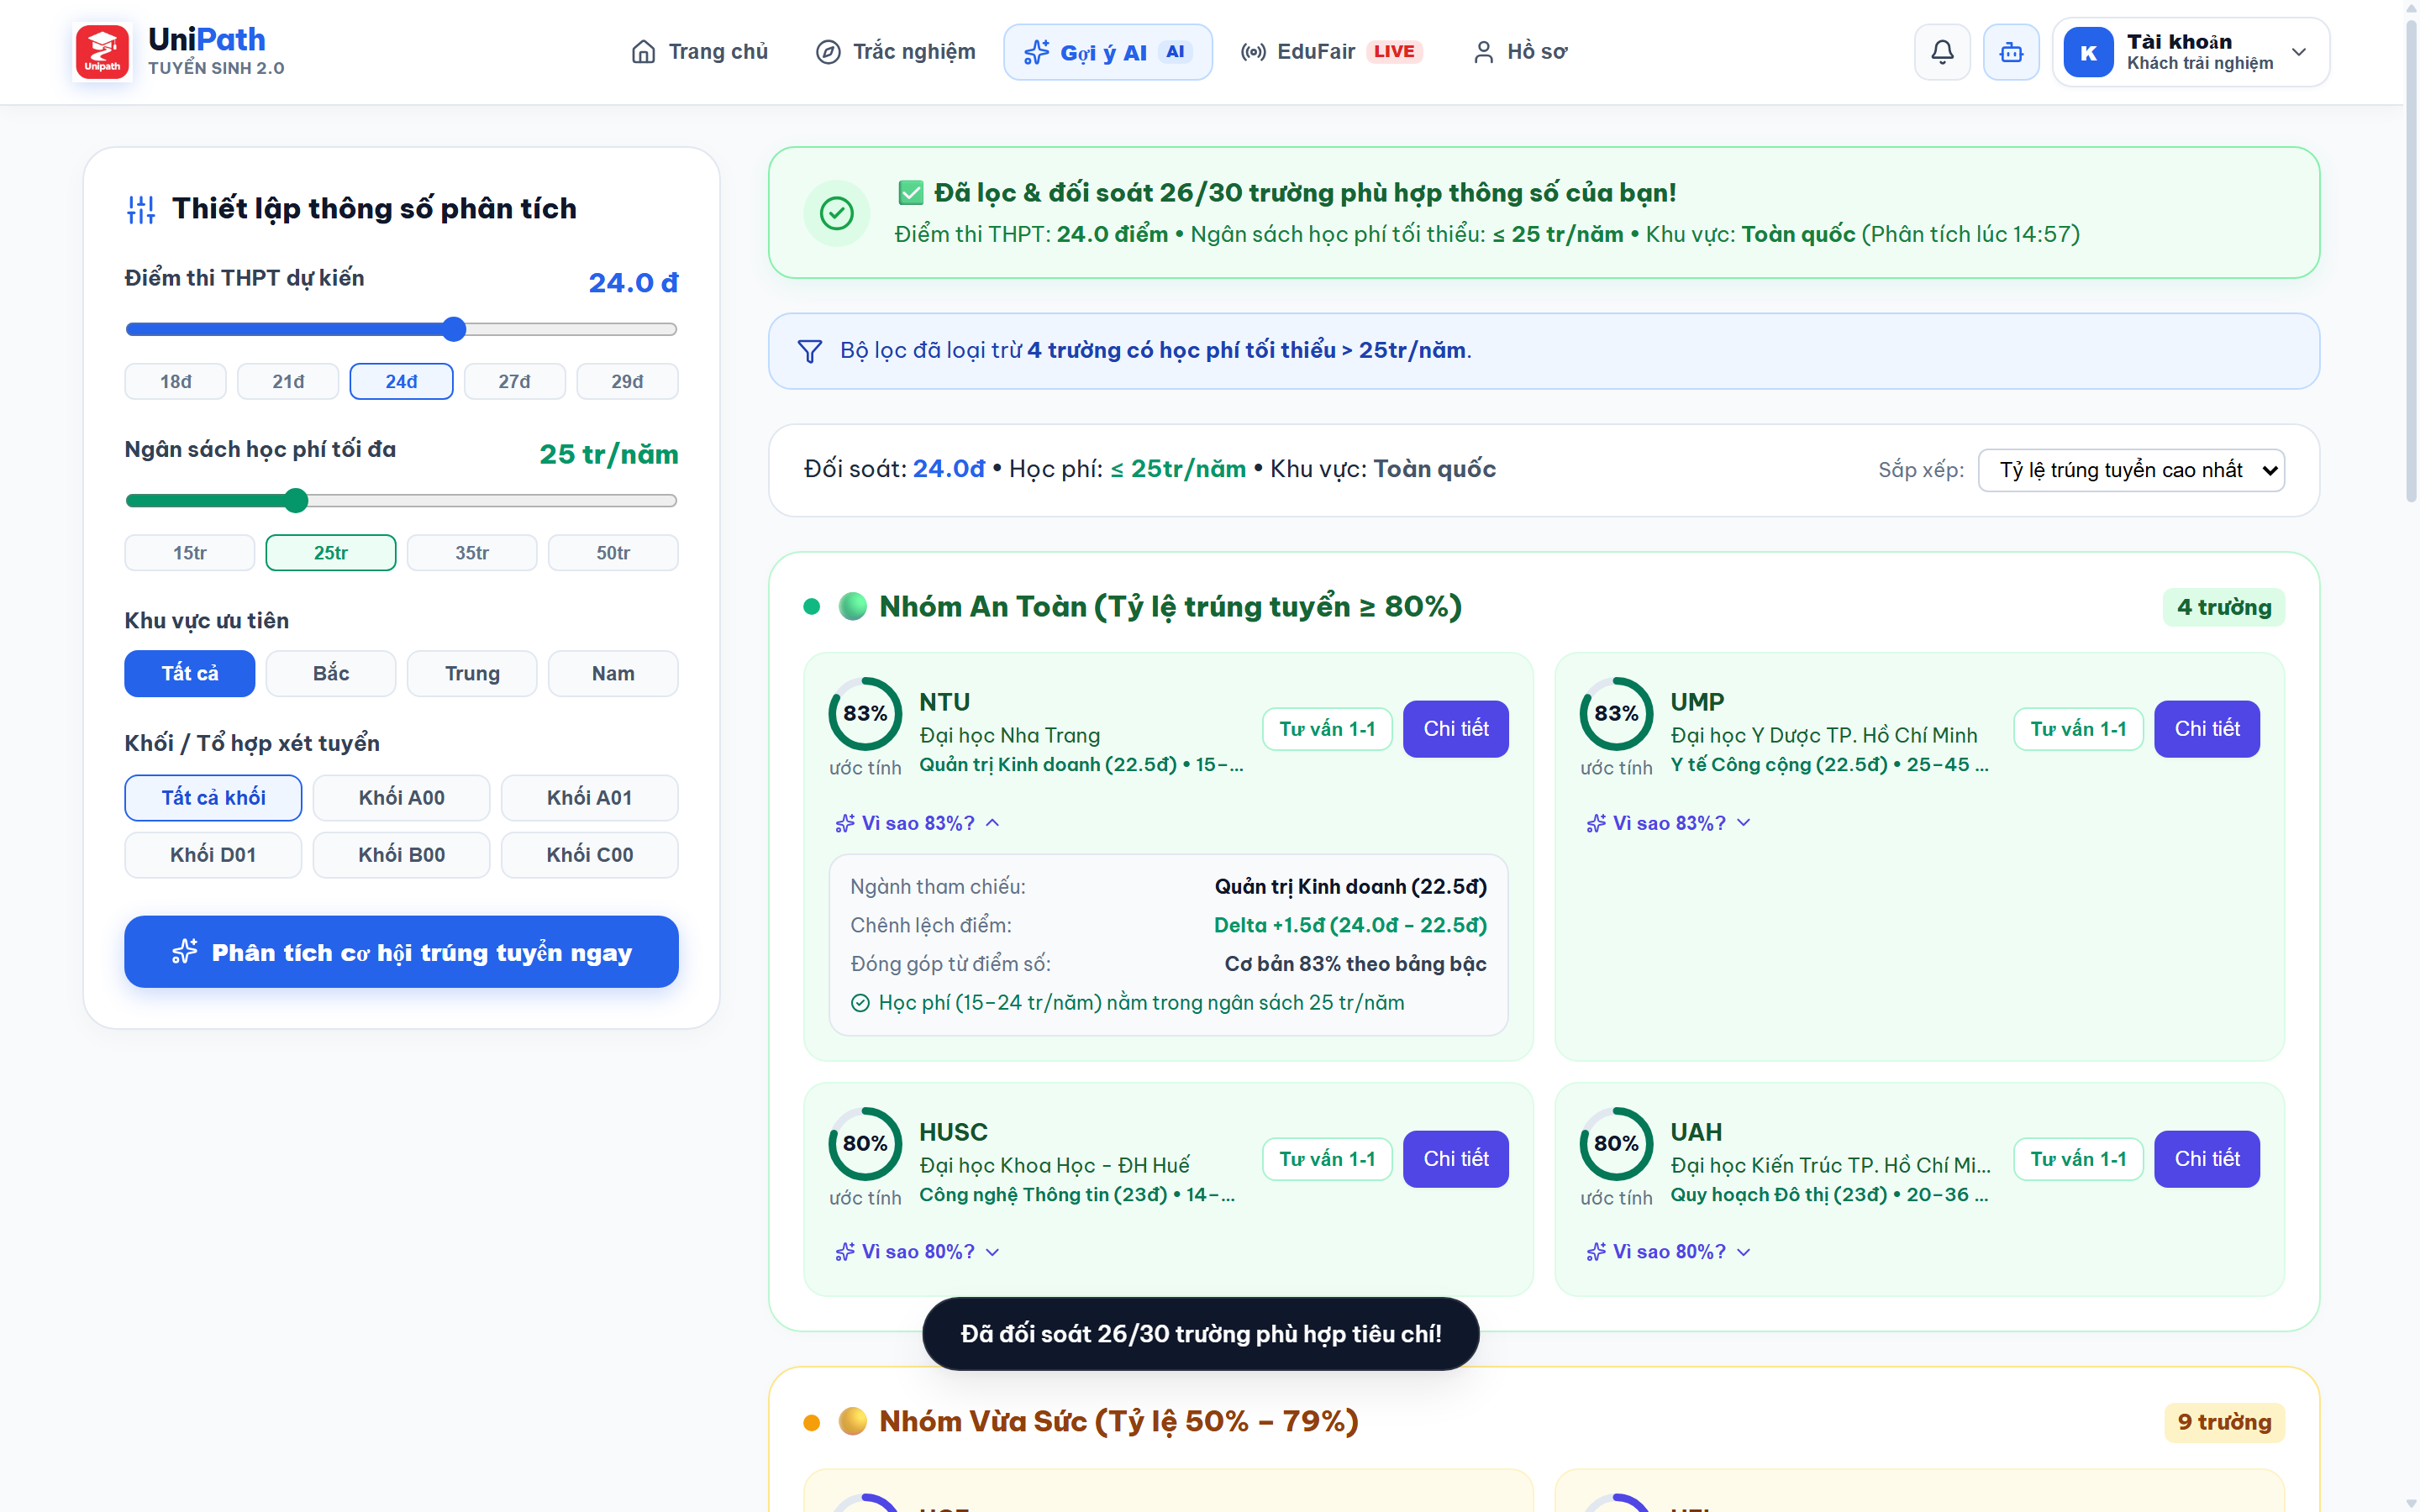 Unipath
UniPath
TUYỂN SINH 2.0
Trang chủ
Trắc nghiệm
Gợi ý AI AI
EduFair LIVE
Hồ sơ
K
Tài khoản
Khách trải nghiệm
Thiết lập thông số phân tích
Điểm thi THPT dự kiến
24.0 đ
18đ 21đ 24đ 27đ 29đ
Ngân sách học phí tối đa
25 tr/năm
15tr 25tr 35tr 50tr
Khu vực ưu tiên
Tất cả Bắc Trung Nam
Khối / Tổ hợp xét tuyển
Tất cả khối Khối A00 Khối A01
Khối D01 Khối B00 Khối C00
Phân tích cơ hội trúng tuyển ngay
✅ Đã lọc & đối soát 26/30 trường phù hợp thông số của bạn!
Điểm thi THPT: 24.0 điểm • Ngân sách học phí tối thiểu: ≤ 25 tr/năm • Khu vực: Toàn quốc (Phân tích lúc 14:57)
Bộ lọc đã loại trừ 4 trường có học phí tối thiểu > 25tr/năm.
Đối soát: 24.0đ • Học phí: ≤ 25tr/năm • Khu vực: Toàn quốc
Sắp xếp: Tỷ lệ trúng tuyển cao nhất
Nhóm An Toàn (Tỷ lệ trúng tuyển ≥ 80%)
4 trường
83%
ước tính
NTU
Đại học Nha Trang
Quản trị Kinh doanh (22.5đ) • 15–...
Tư vấn 1-1
Chi tiết
Vì sao 83%?
Ngành tham chiếu: Quản trị Kinh doanh (22.5đ)
Chênh lệch điểm: Delta +1.5đ (24.0đ - 22.5đ)
Đóng góp từ điểm số: Cơ bản 83% theo bảng bậc
Học phí (15–24 tr/năm) nằm trong ngân sách 25 tr/năm
83%
ước tính
UMP
Đại học Y Dược TP. Hồ Chí Minh
Y tế Công cộng (22.5đ) • 25–45 ...
Tư vấn 1-1
Chi tiết
Vì sao 83%?
80%
ước tính
HUSC
Đại học Khoa Học - ĐH Huế
Công nghệ Thông tin (23đ) • 14–...
Tư vấn 1-1
Chi tiết
Vì sao 80%?
80%
ước tính
UAH
Đại học Kiến Trúc TP. Hồ Chí Mi...
Quy hoạch Đô thị (23đ) • 20–36 ...
Tư vấn 1-1
Chi tiết
Vì sao 80%?
Đã đối soát 26/30 trường phù hợp tiêu chí!
Nhóm Vừa Sức (Tỷ lệ 50% – 79%)
9 trường